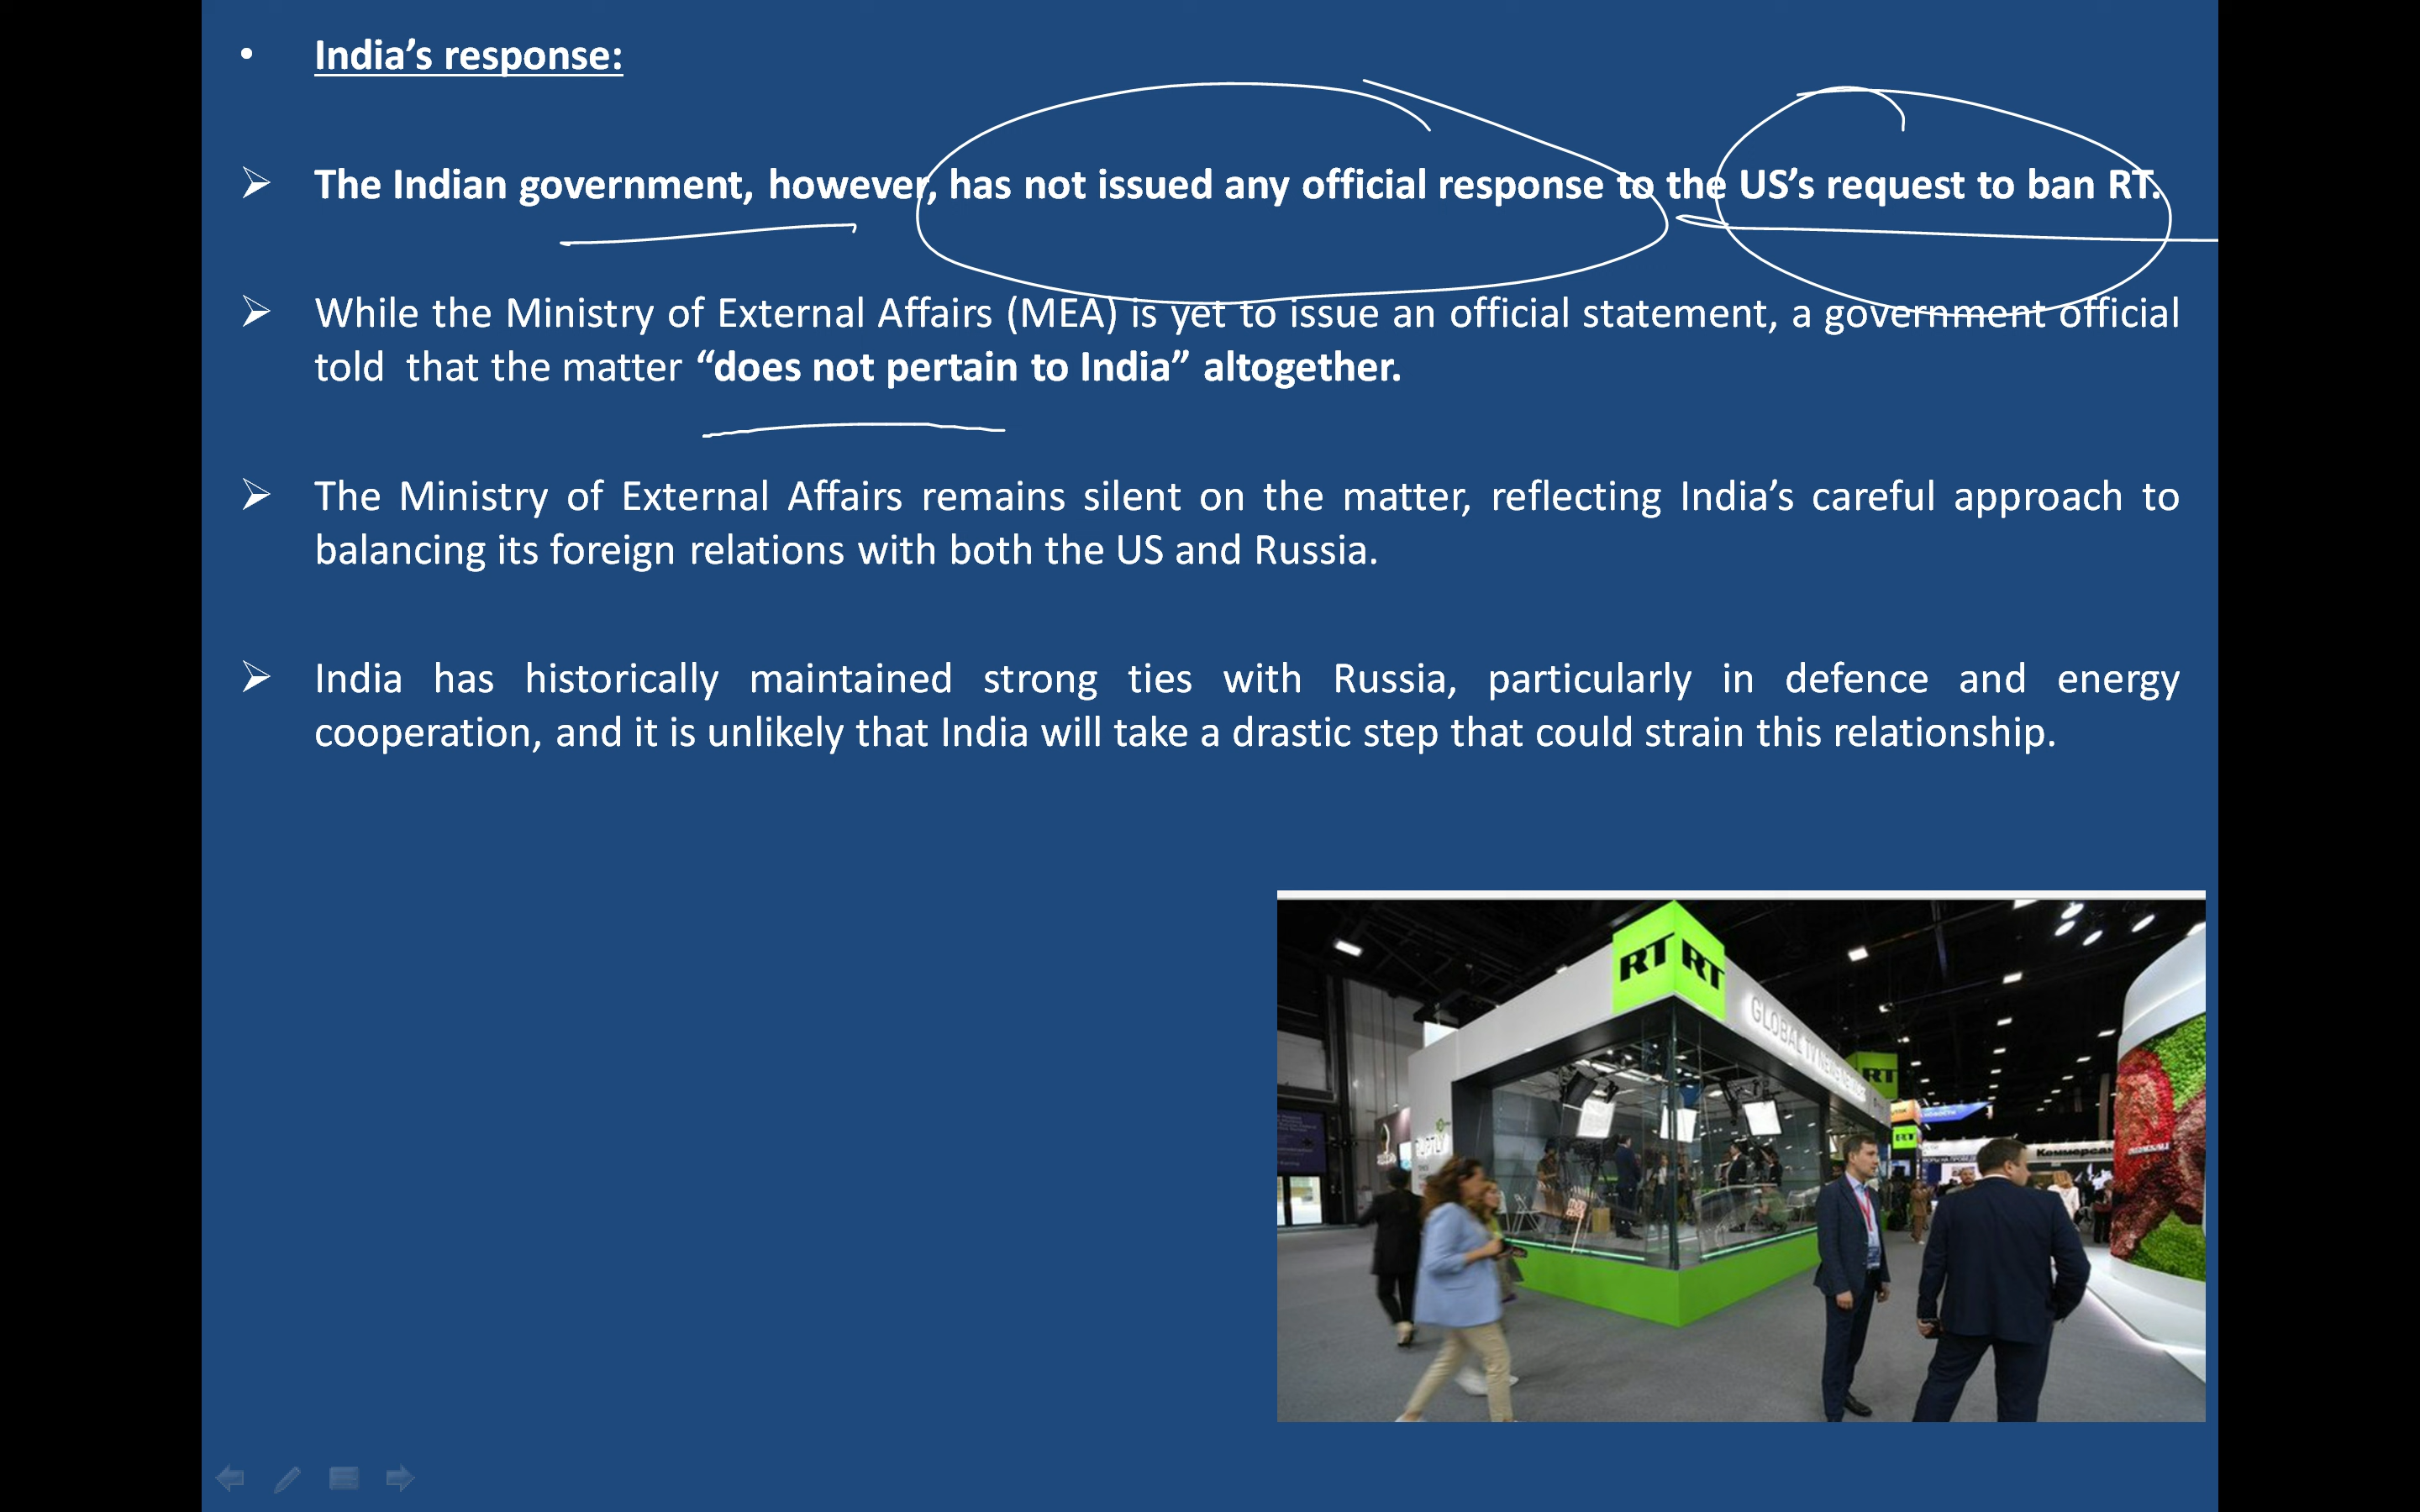 • India’s response:
➢ The Indian government, however, has not issued any official response to the US’s request to ban RT.
➢ While the Ministry of External Affairs (MEA) is yet to issue an official statement, a government official
told that the matter “does not pertain to India” altogether.
➢ The Ministry of External Affairs remains silent on the matter, reflecting India’s careful approach to
balancing its foreign relations with both the US and Russia.
➢ India has historically maintained strong ties with Russia, particularly in defence and energy
cooperation, and it is unlikely that India will take a drastic step that could strain this relationship.
RT RT
GLOBAL TV NEWS NETWORK
RT
RT